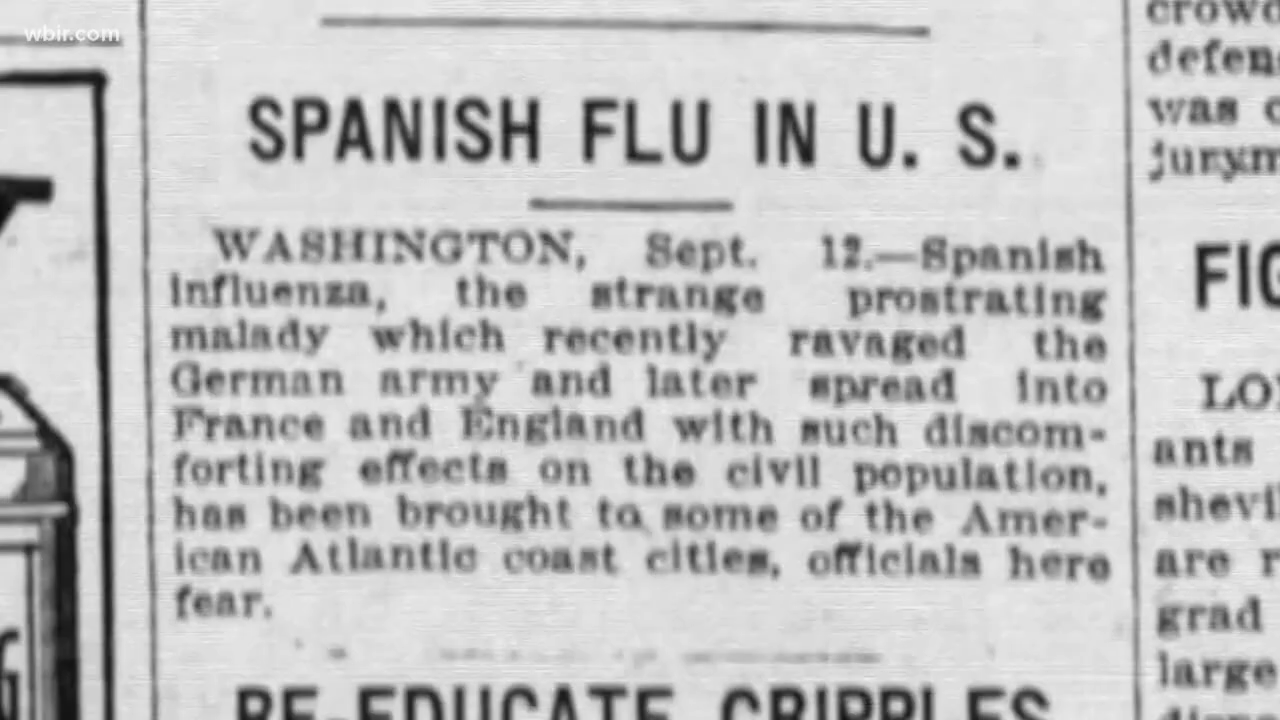 wbir.com
SPANISH FLU IN U. S.
WASHINGTON, Sept. 12.—Spanish
influenza, the strange prostrating
malady which recently ravaged the
German army and later spread into
France and England with such discom-
forting effects on the civil population,
has been brought to some of the Amer-
ican Atlantic coast cities, officials here
fear.
RE-EDUCATE CRIPPLES
crowd
defens
was
jurym
FIG
LO
ants
shevi
are
grad
large